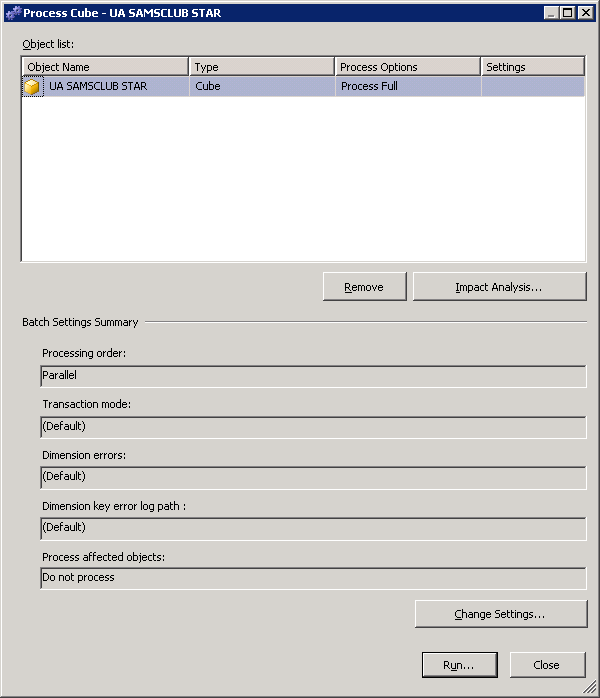 Process Cube - UA SAMSCLUB STAR
Object list:
Object Name Type Process Options Settings
UA SAMSCLUB STAR Cube Process Full
Remove Impact Analysis...
Batch Settings Summary
Processing order:
Parallel
Transaction mode:
(Default)
Dimension errors:
(Default)
Dimension key error log path :
(Default)
Process affected objects:
Do not process
Change Settings...
Run... Close